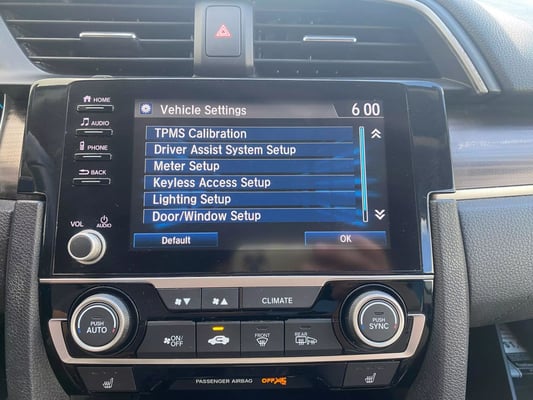 HOME
Vehicle Settings
6 00
AUDIO
TPMS Calibration
Driver Assist System Setup
PHONE
Meter Setup
BACK
Keyless Access Setup
Lighting Setup
Door/Window Setup
VOL
AUDIO
Default
OK
CLIMATE
PUSH
AUTO
PUSH
SYNC
ON/
OFF
FRONT
REAR
PASSENGER AIRBAG OFF